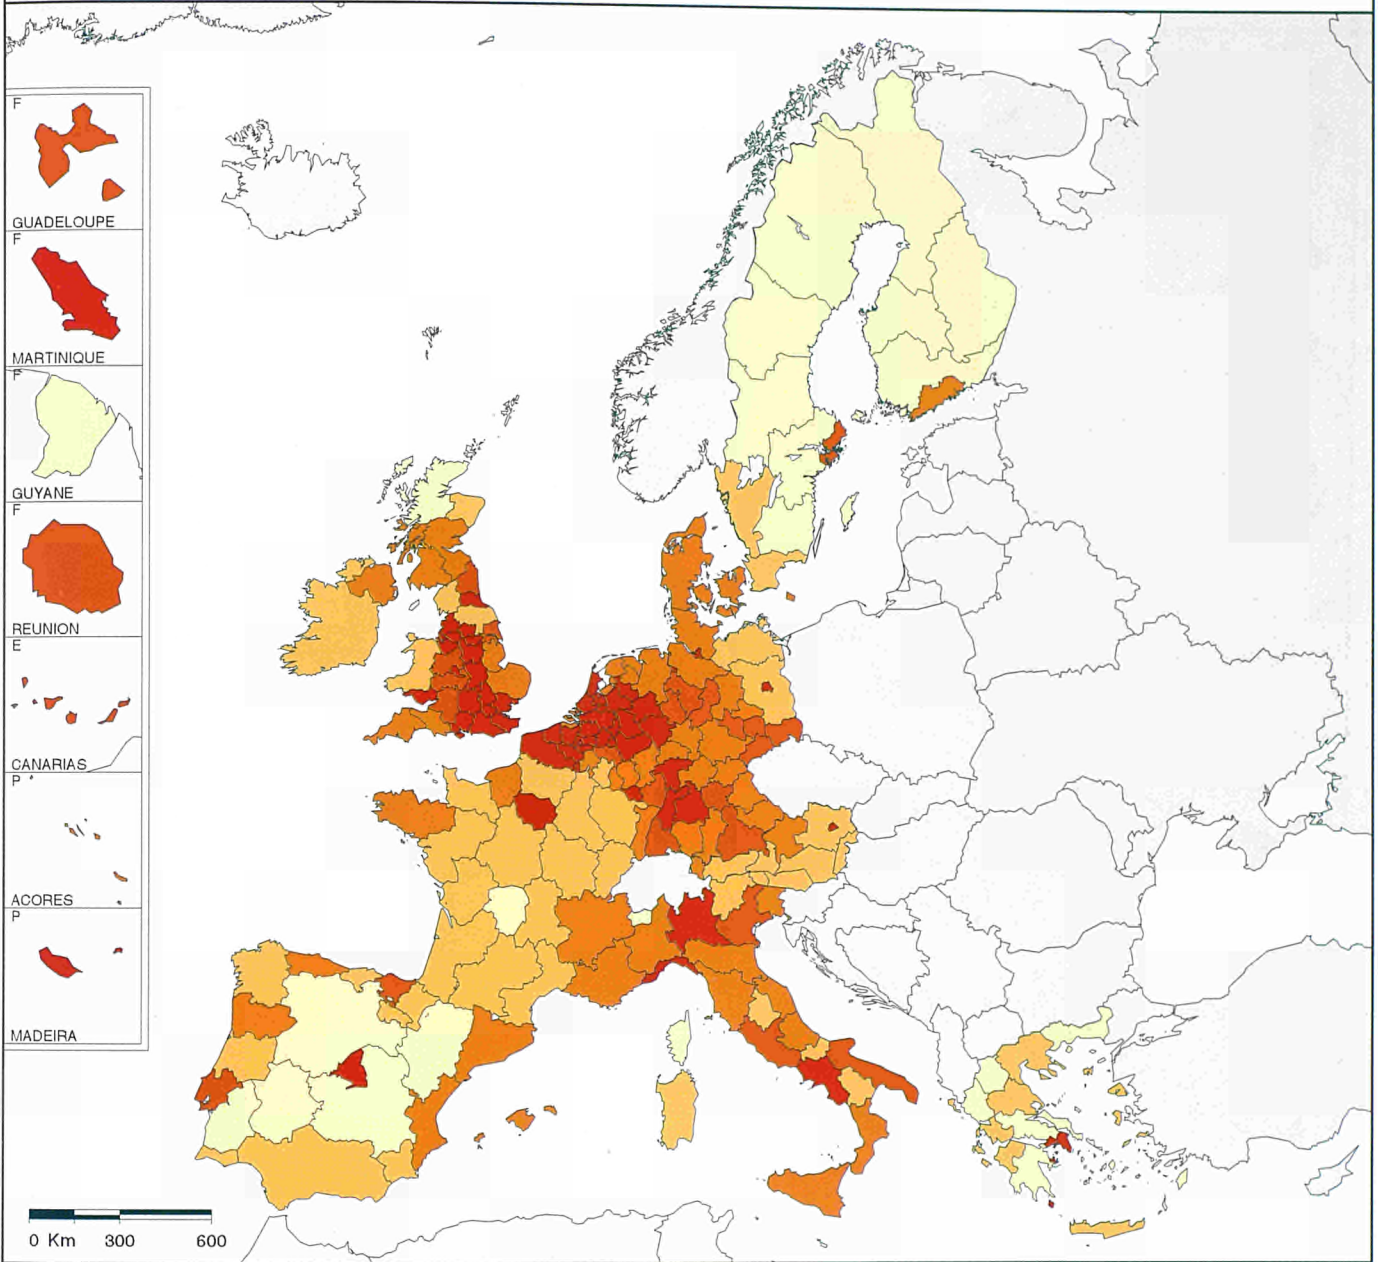 F
GUADELOUPE
F
MARTINIQUE
F
GUYANE
F
REUNION
E
CANARIAS
P
ACORES
P
MADEIRA
0 Km 300 600